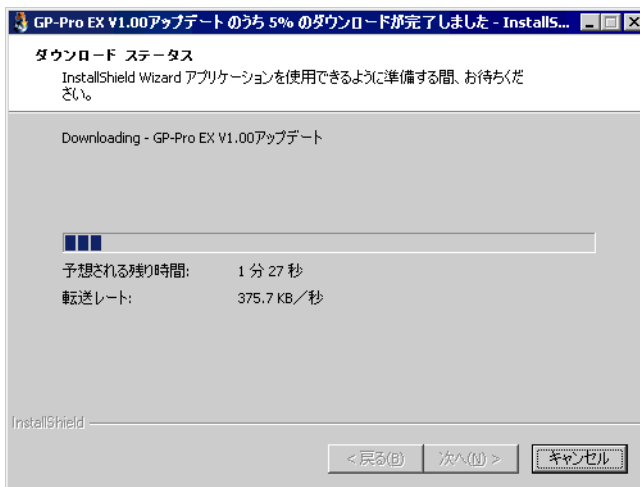 GP-Pro EX V1.00アップデート のうち 5% のダウンロードが完了しました - InstallS...
ダウンロード ステータス
InstallShield Wizard アプリケーションを使用できるように準備する間、お待ちくだ
さい。
Downloading - GP-Pro EX V1.00アップデート
予想される残り時間: 1 分 27 秒
転送レート: 375.7 KB／秒
InstallShield
< 戻る(B) 次へ(N) > キャンセル